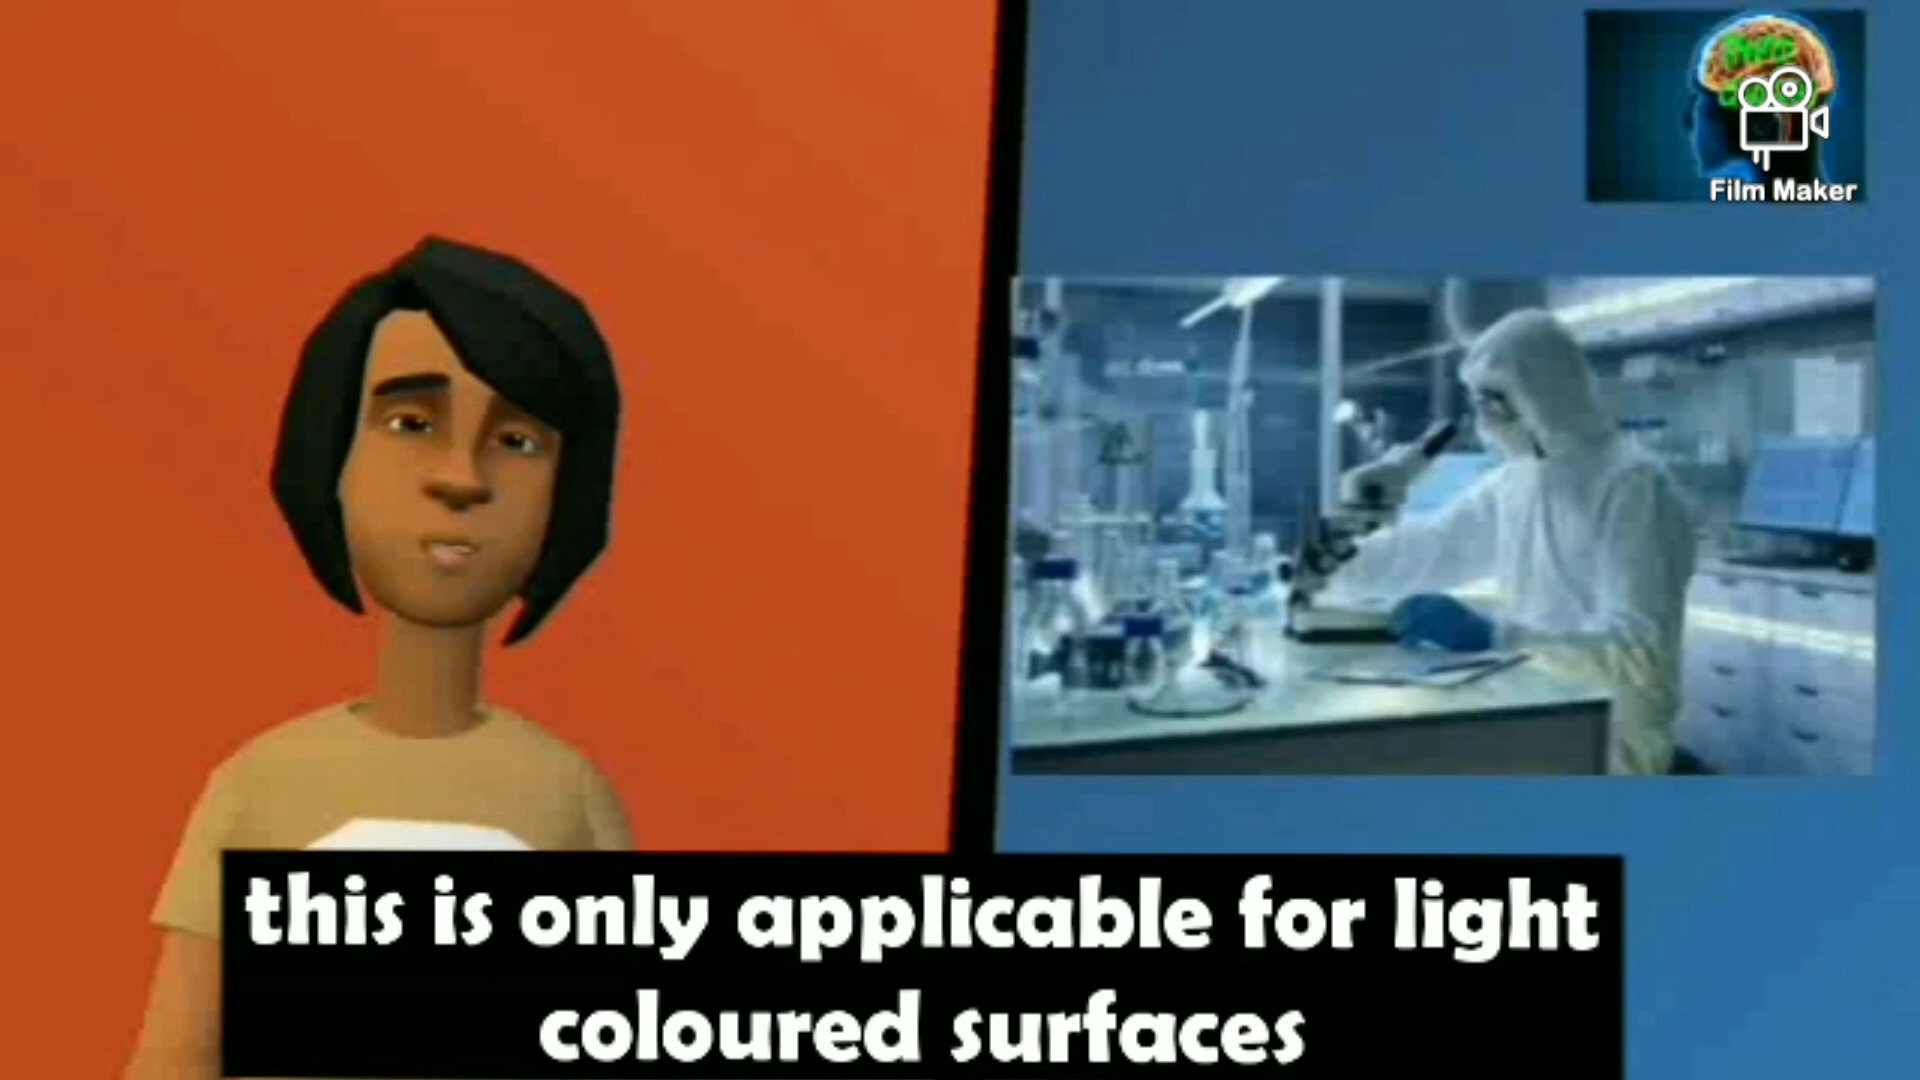 Film Maker
this is only applicable for light
coloured surfaces